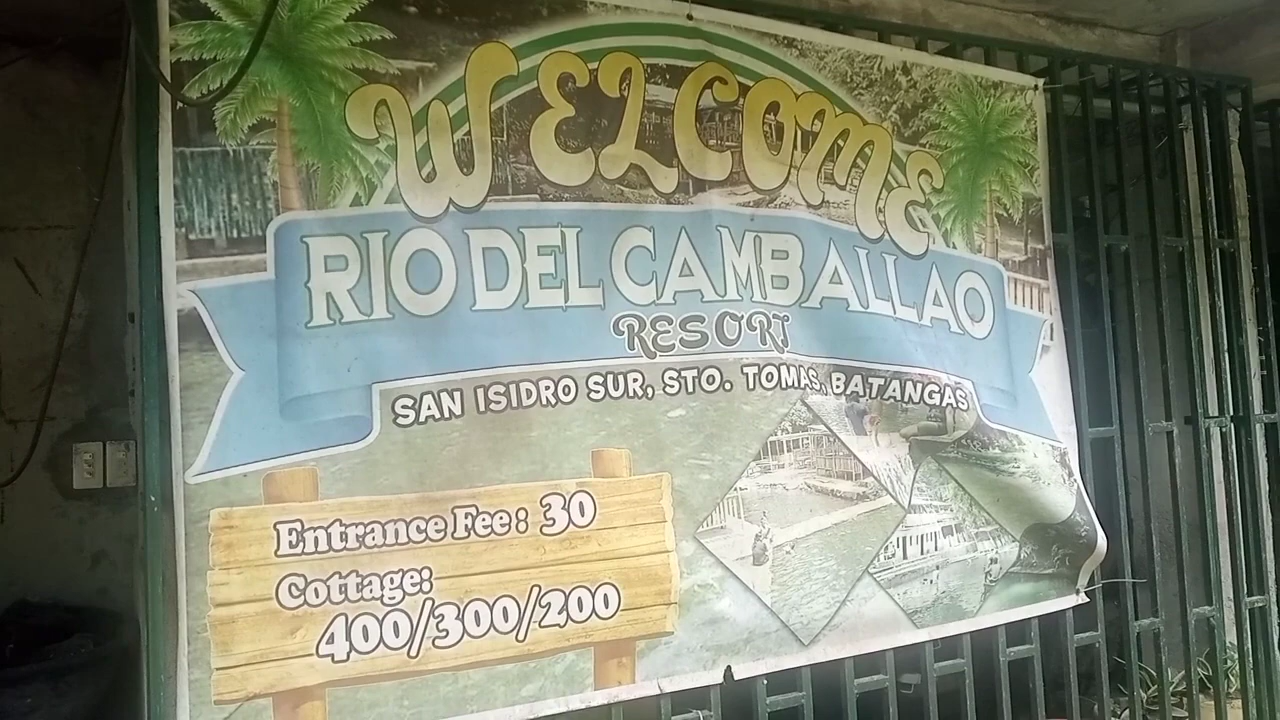 WELCOME
RIO DEL CAMBALLAO
RESORT
SAN ISIDRO SUR, STO. TOMAS, BATANGAS
Entrance Fee: 30
Cottage:
400/300/200